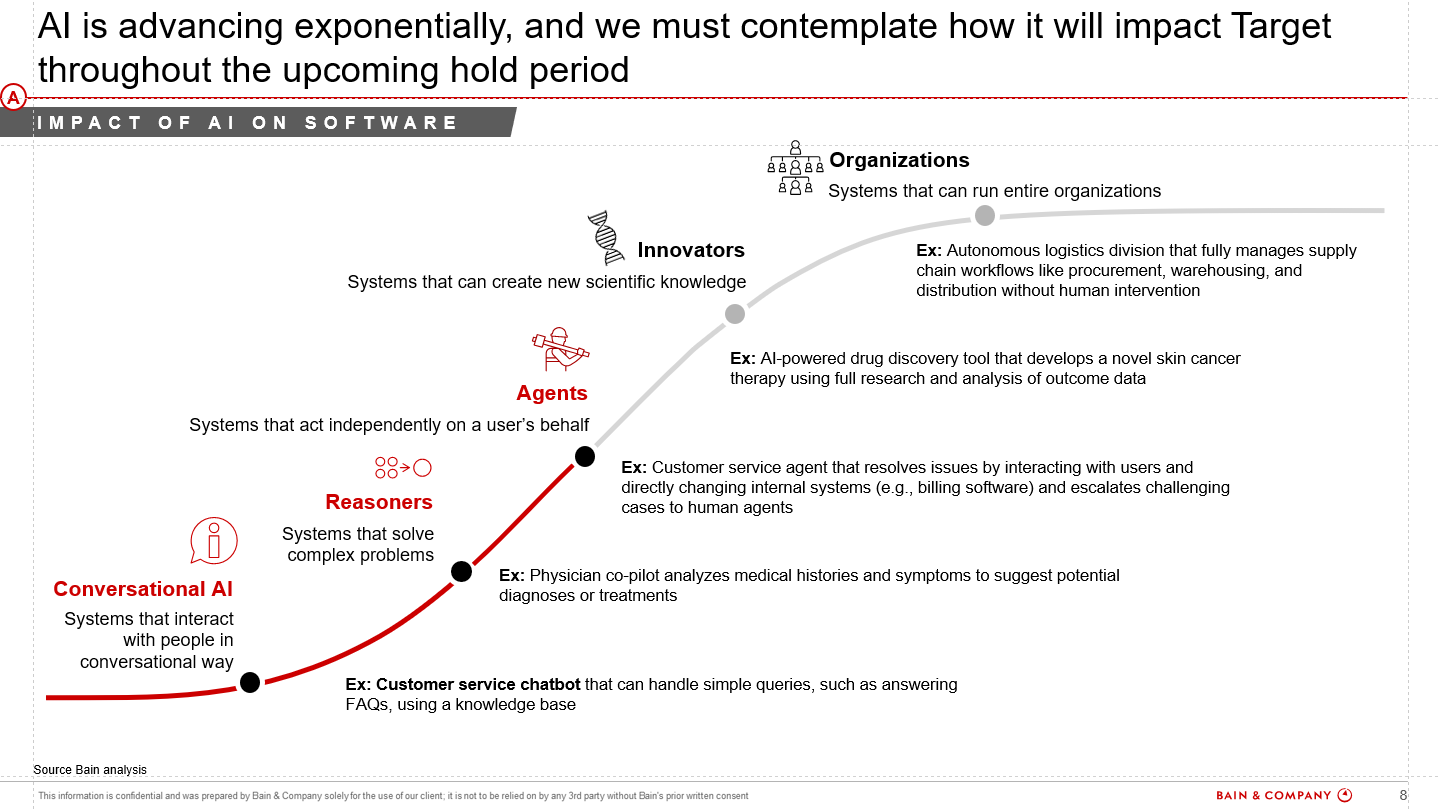 AI is advancing exponentially, and we must contemplate how it will impact Target
throughout the upcoming hold period
A
IMPACT OF AI ON SOFTWARE
Organizations
Systems that can run entire organizations
Ex: Autonomous logistics division that fully manages supply
chain workflows like procurement, warehousing, and
distribution without human intervention
Innovators
Systems that can create new scientific knowledge
Ex: AI-powered drug discovery tool that develops a novel skin cancer
therapy using full research and analysis of outcome data
Agents
Systems that act independently on a user’s behalf
Ex: Customer service agent that resolves issues by interacting with users and
directly changing internal systems (e.g., billing software) and escalates challenging
cases to human agents
Reasoners
Systems that solve
complex problems
Ex: Physician co-pilot analyzes medical histories and symptoms to suggest potential
diagnoses or treatments
Conversational AI
Systems that interact
with people in
conversational way
Ex: Customer service chatbot that can handle simple queries, such as answering
FAQs, using a knowledge base
Source Bain analysis
This information is confidential and was prepared by Bain & Company solely for the use of our client; it is not to be relied on by any 3rd party without Bain's prior written consent
BAIN & COMPANY
8